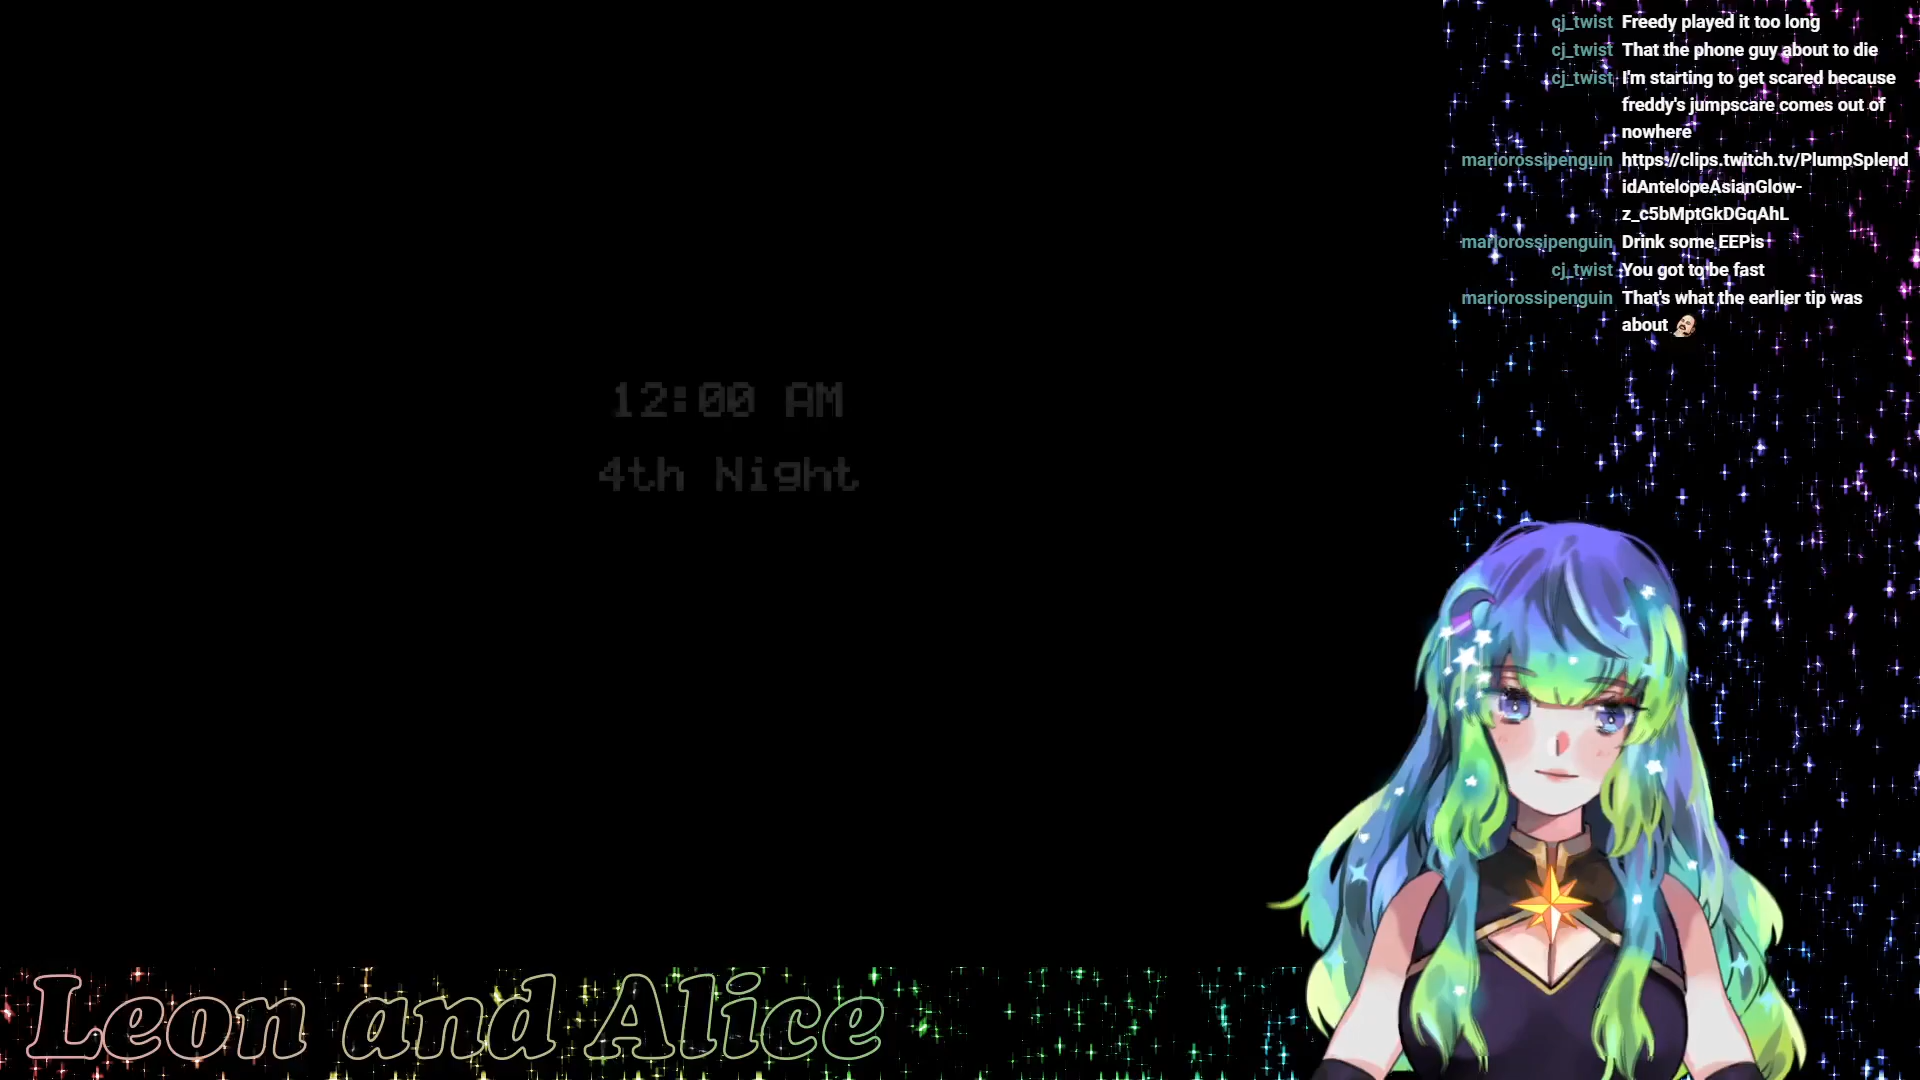 cj_twist Freedy played it too long
cj_twist That the phone guy about to die
cj_twist I'm starting to get scared because
freddy's jumpscare comes out of
nowhere
mariorossipenguin https://clips.twitch.tv/PlumpSplend
idAntelopeAsianGlow-
z_c5bMptGkDGqAhL
mariorossipenguin Drink some EEPis
cj_twist You got to be fast
mariorossipenguin That's what the earlier tip was
about
12:00 AM
4th Night
Leon and Alice